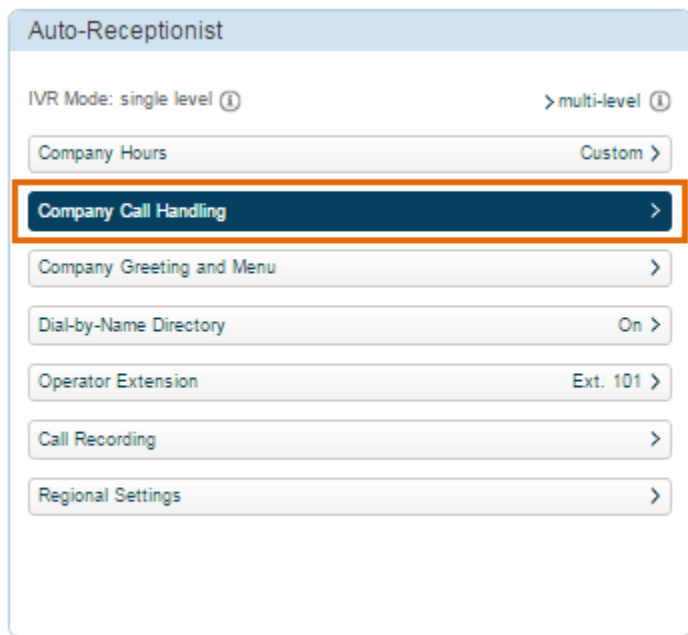 Auto-Receptionist
IVR Mode: single level > multi-level
Company Hours Custom >
Company Call Handling >
Company Greeting and Menu >
Dial-by-Name Directory On >
Operator Extension Ext. 101 >
Call Recording >
Regional Settings >